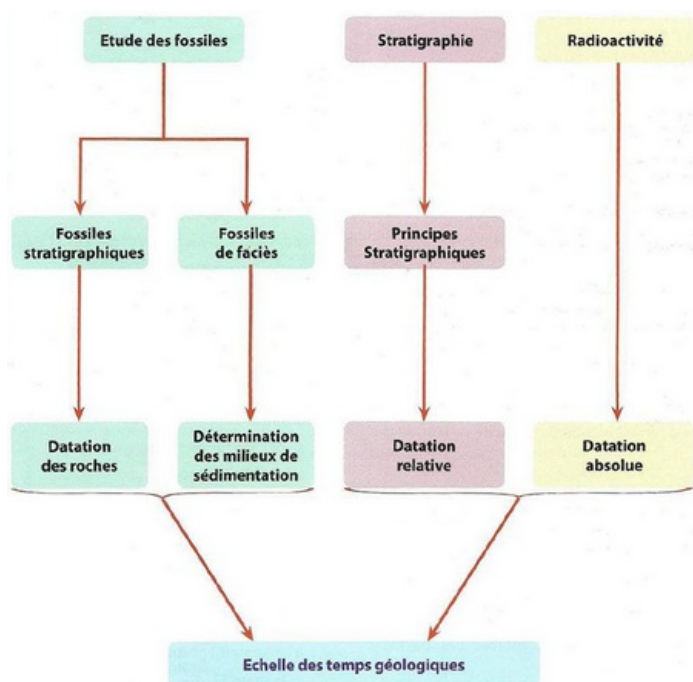 Etude des fossiles
Stratigraphie
Radioactivité
Fossiles
stratigraphiques
Fossiles
de faciès
Principes
Stratigraphiques
Datation
des roches
Détermination
des milieux de
sédimentation
Datation
relative
Datation
absolue
Echelle des temps géologiques